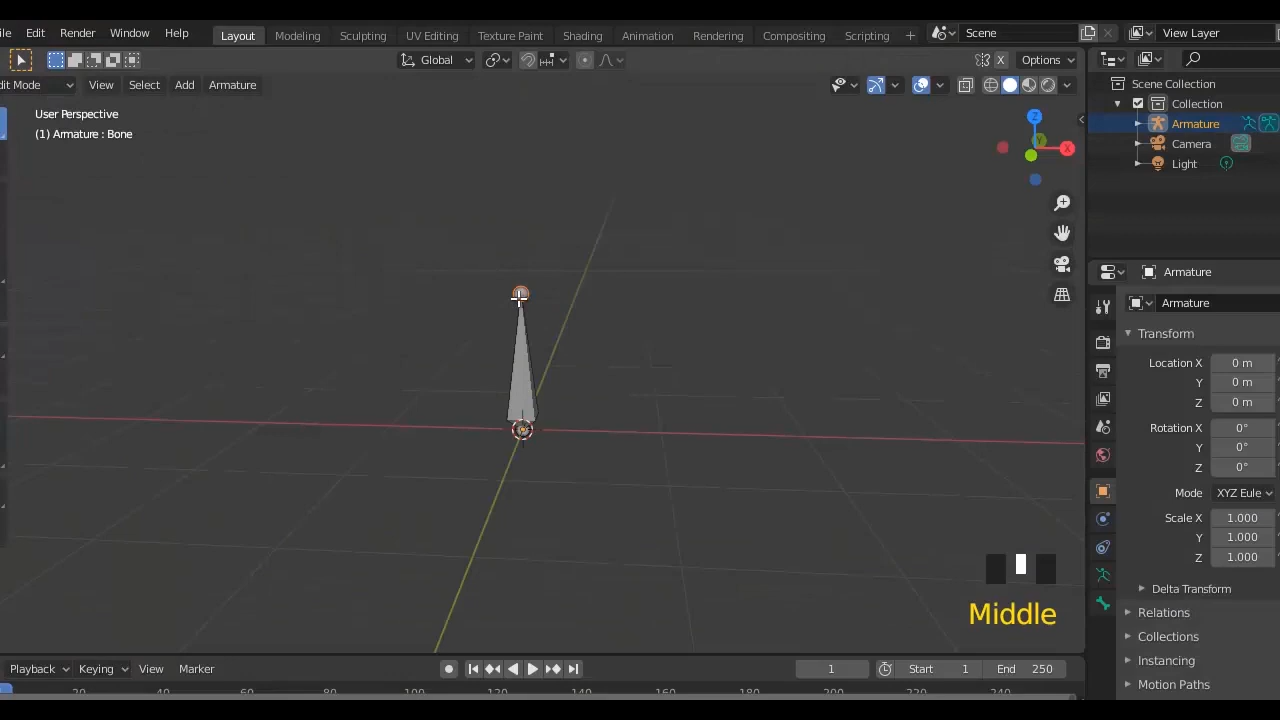 le Edit Render Window Help Layout Modeling Sculpting UV Editing Texture Paint Shading Animation Rendering Compositing Scripting + Scene View Layer
Global X Options
dit Mode View Select Add Armature
User Perspective
(1) Armature : Bone
Z
Y
X
Scene Collection
Collection
Armature
Camera
Light
Armature
Armature
Transform
Location X 0 m
Y 0 m
Z 0 m
Rotation X 0°
Y 0°
Z 0°
Mode XYZ Eule
Scale X 1.000
Y 1.000
Z 1.000
Delta Transform
Relations
Collections
Instancing
Motion Paths
Middle
Playback Keying View Marker 1 Start 1 End 250
20 40 60 80 100 120 140 160 180 200 220 240